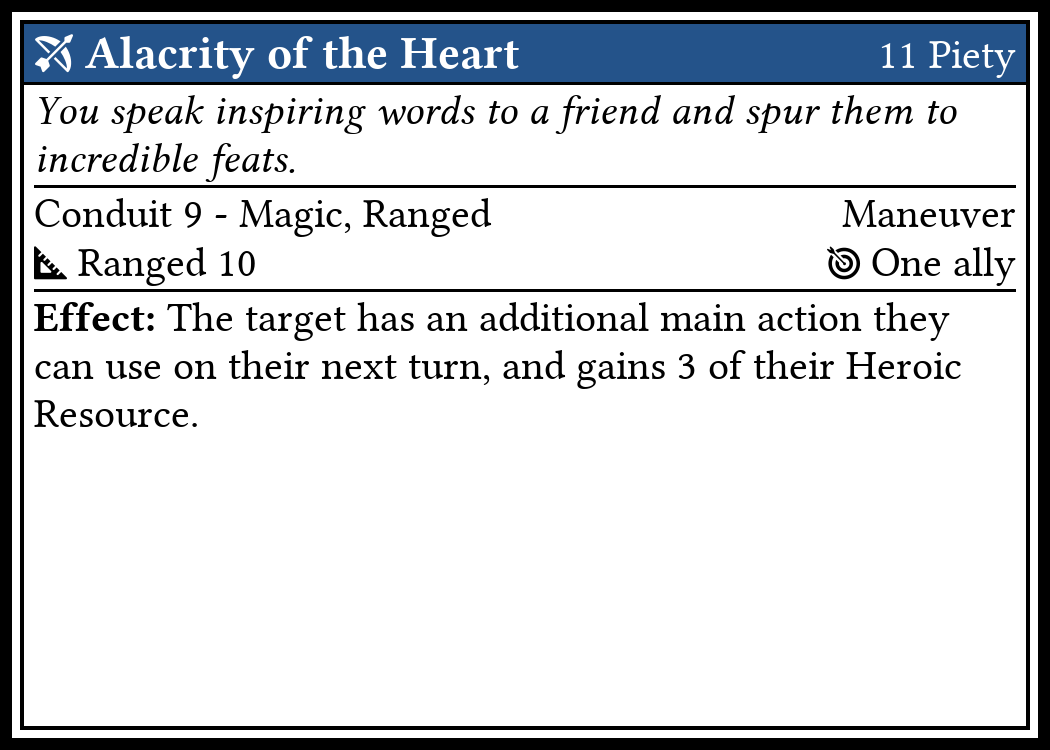 Alacrity of the Heart 11 Piety
You speak inspiring words to a friend and spur them to
incredible feats.
Conduit 9 - Magic, Ranged Maneuver
Ranged 10 One ally
Effect: The target has an additional main action they
can use on their next turn, and gains 3 of their Heroic
Resource.